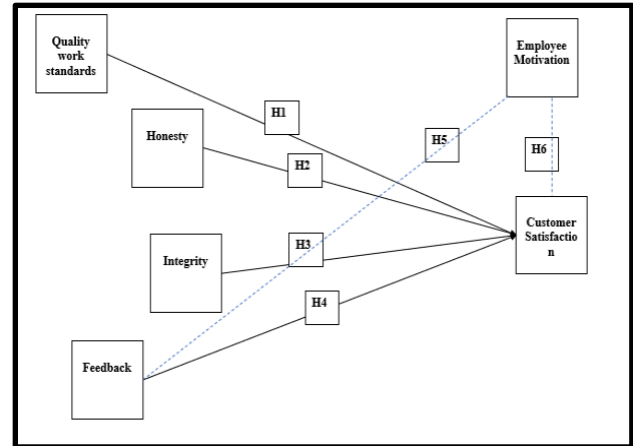 Quality
work
standards
Employee
Motivation
H1
Honesty
H5
H2
H6
Customer
Satisfactio
n
Integrity
H3
H4
Feedback